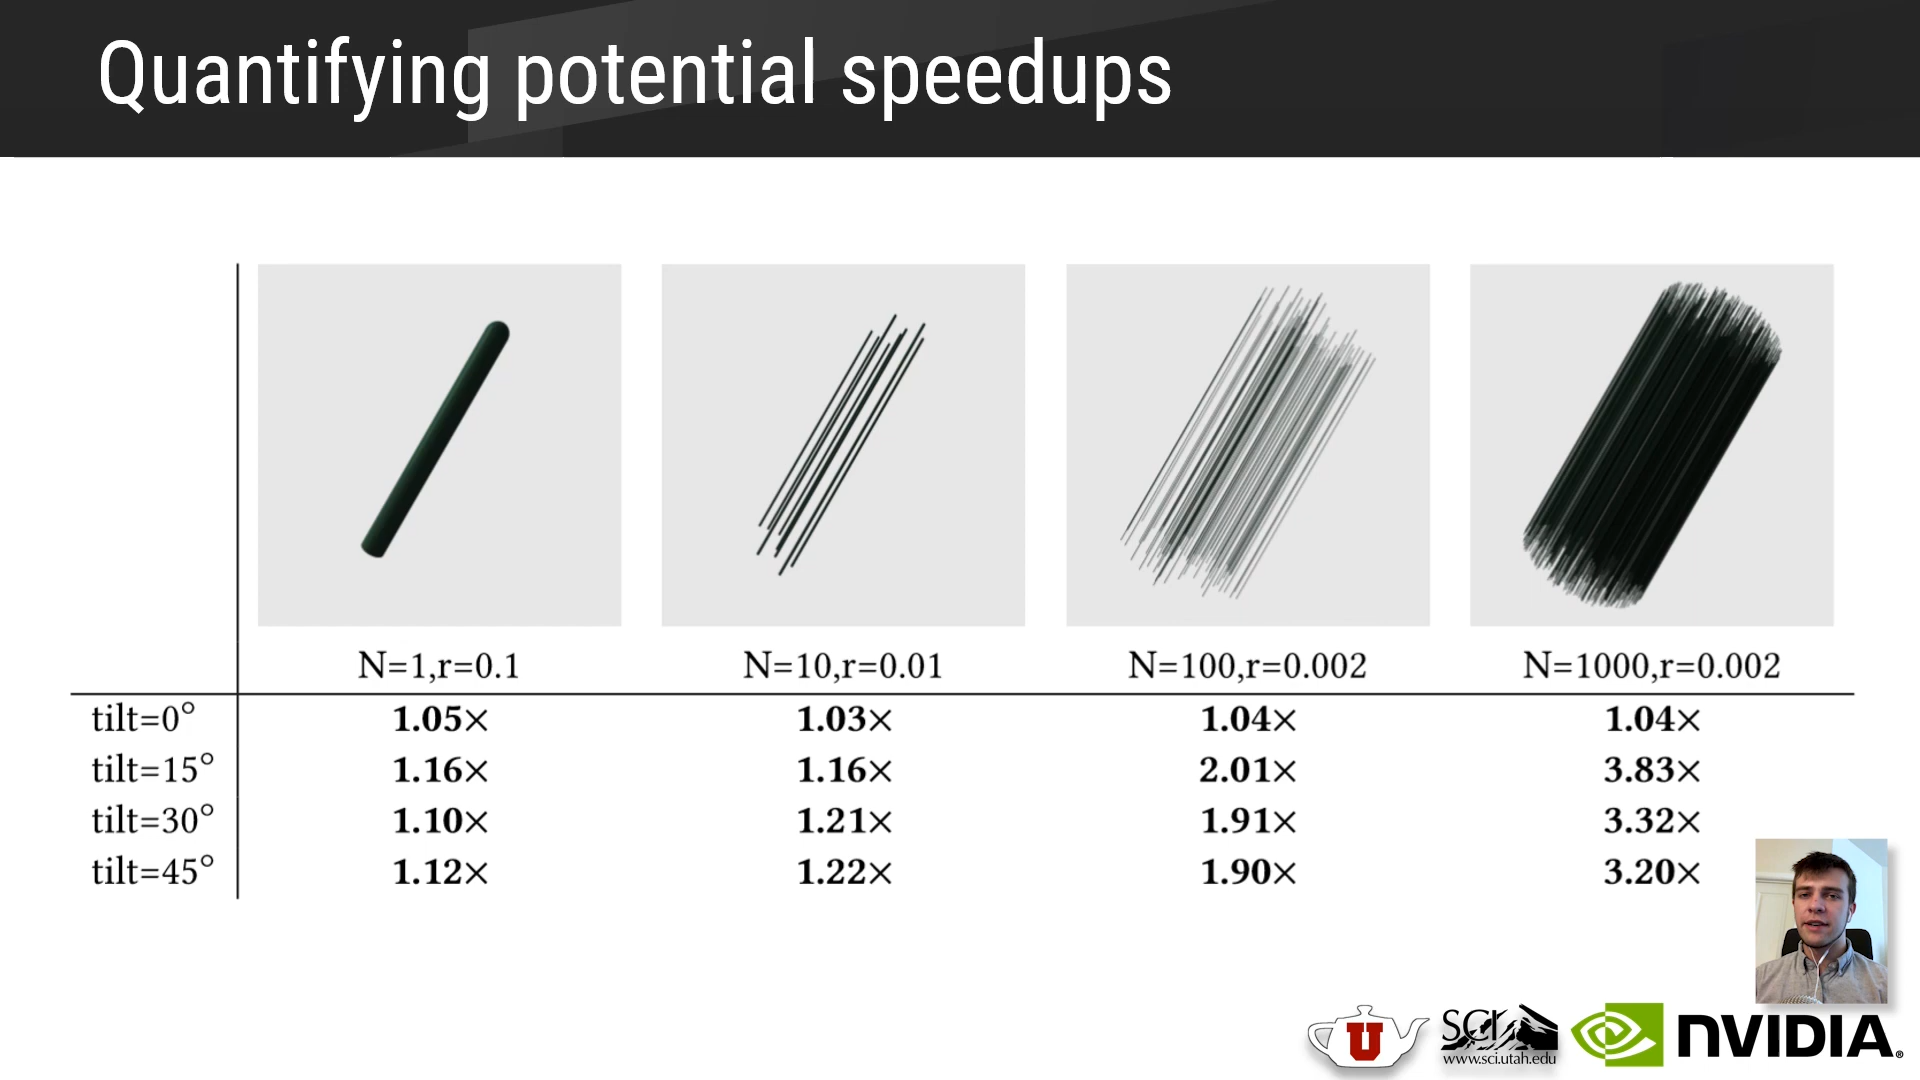 Quantifying potential speedups
N=1,r=0.1 N=10,r=0.01 N=100,r=0.002 N=1000,r=0.002
tilt=0° 1.05× 1.03× 1.04× 1.04×
tilt=15° 1.16× 1.16× 2.01× 3.83×
tilt=30° 1.10× 1.21× 1.91× 3.32×
tilt=45° 1.12× 1.22× 1.90× 3.20×
U
SCI
www.sci.utah.edu
NVIDIA®